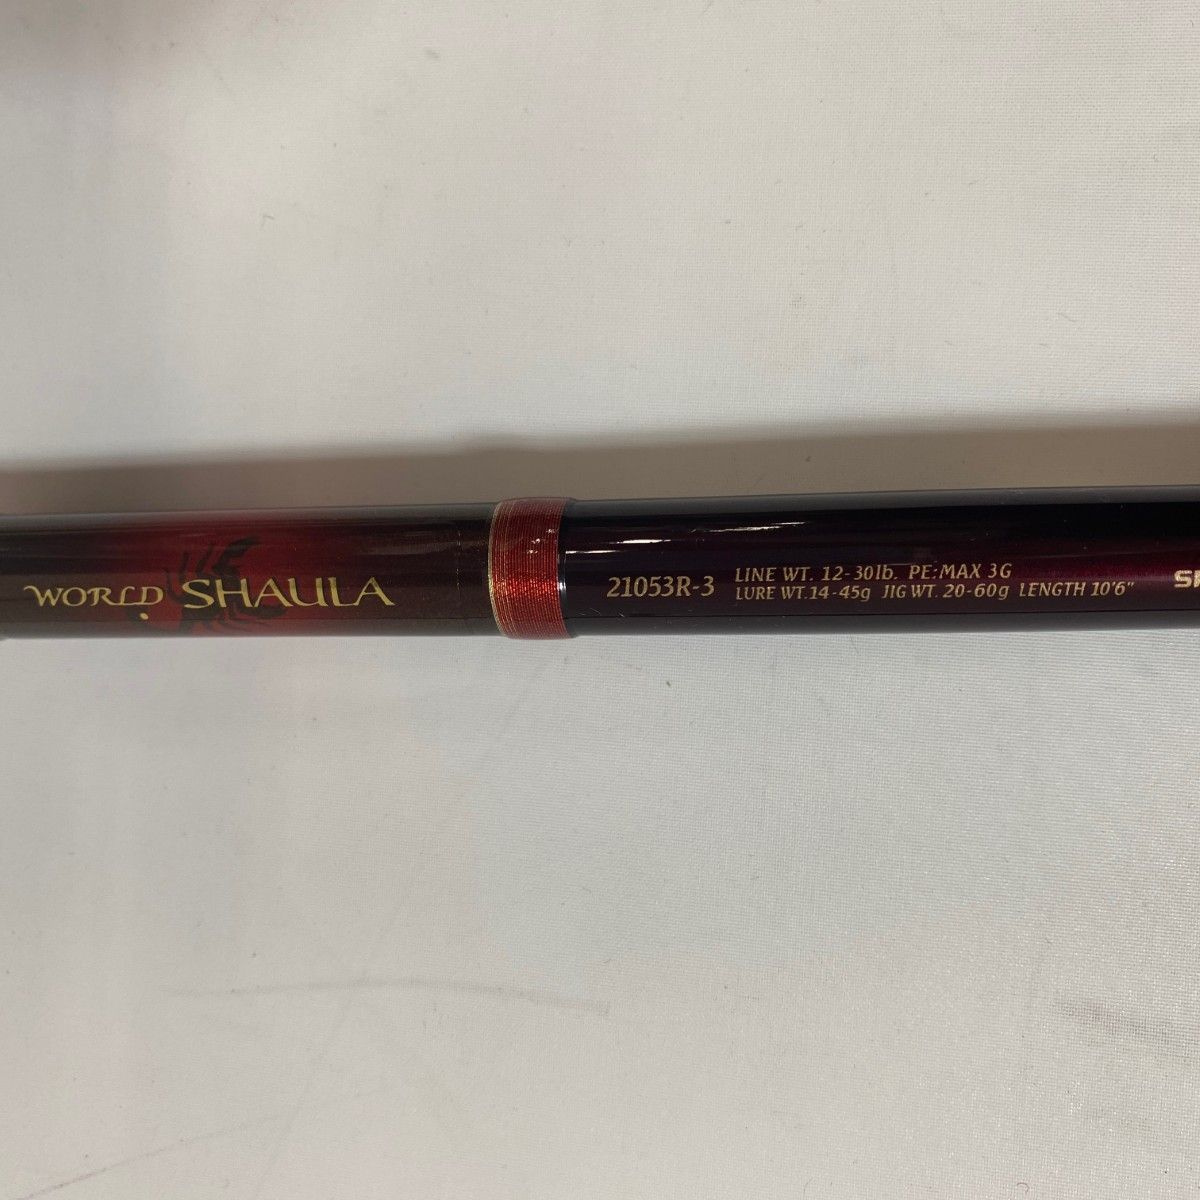 WORLD SHAULA
21053R-3
LINE WT. 12-30lb. PE:MAX 3G
LURE WT.14-45g JIG WT. 20-60g LENGTH 10'6"